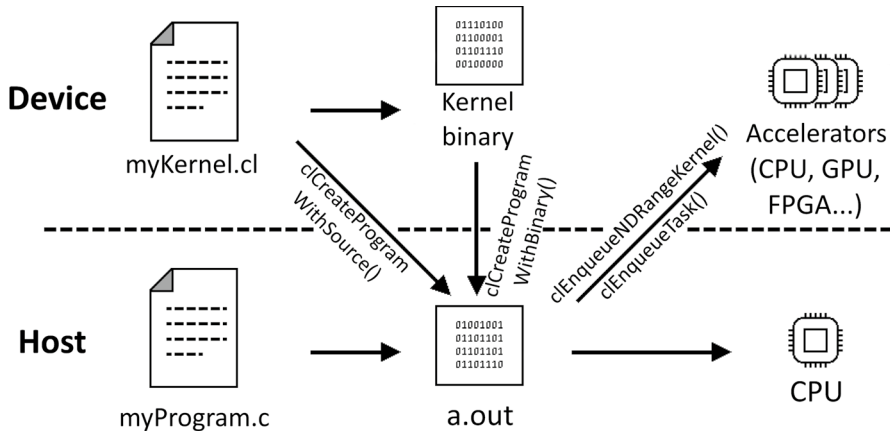 01110100
01100001
01101110
00100000
Device
myKernel.cl
Kernel
binary
Accelerators
(CPU, GPU,
FPGA...)
clCreateProgram
WithSource()
clCreateProgram
WithBinary()
clEnqueueNDRangeKernel()
clEnqueueTask()
Host
myProgram.c
01001001
01101101
01101101
01101110
a.out
CPU